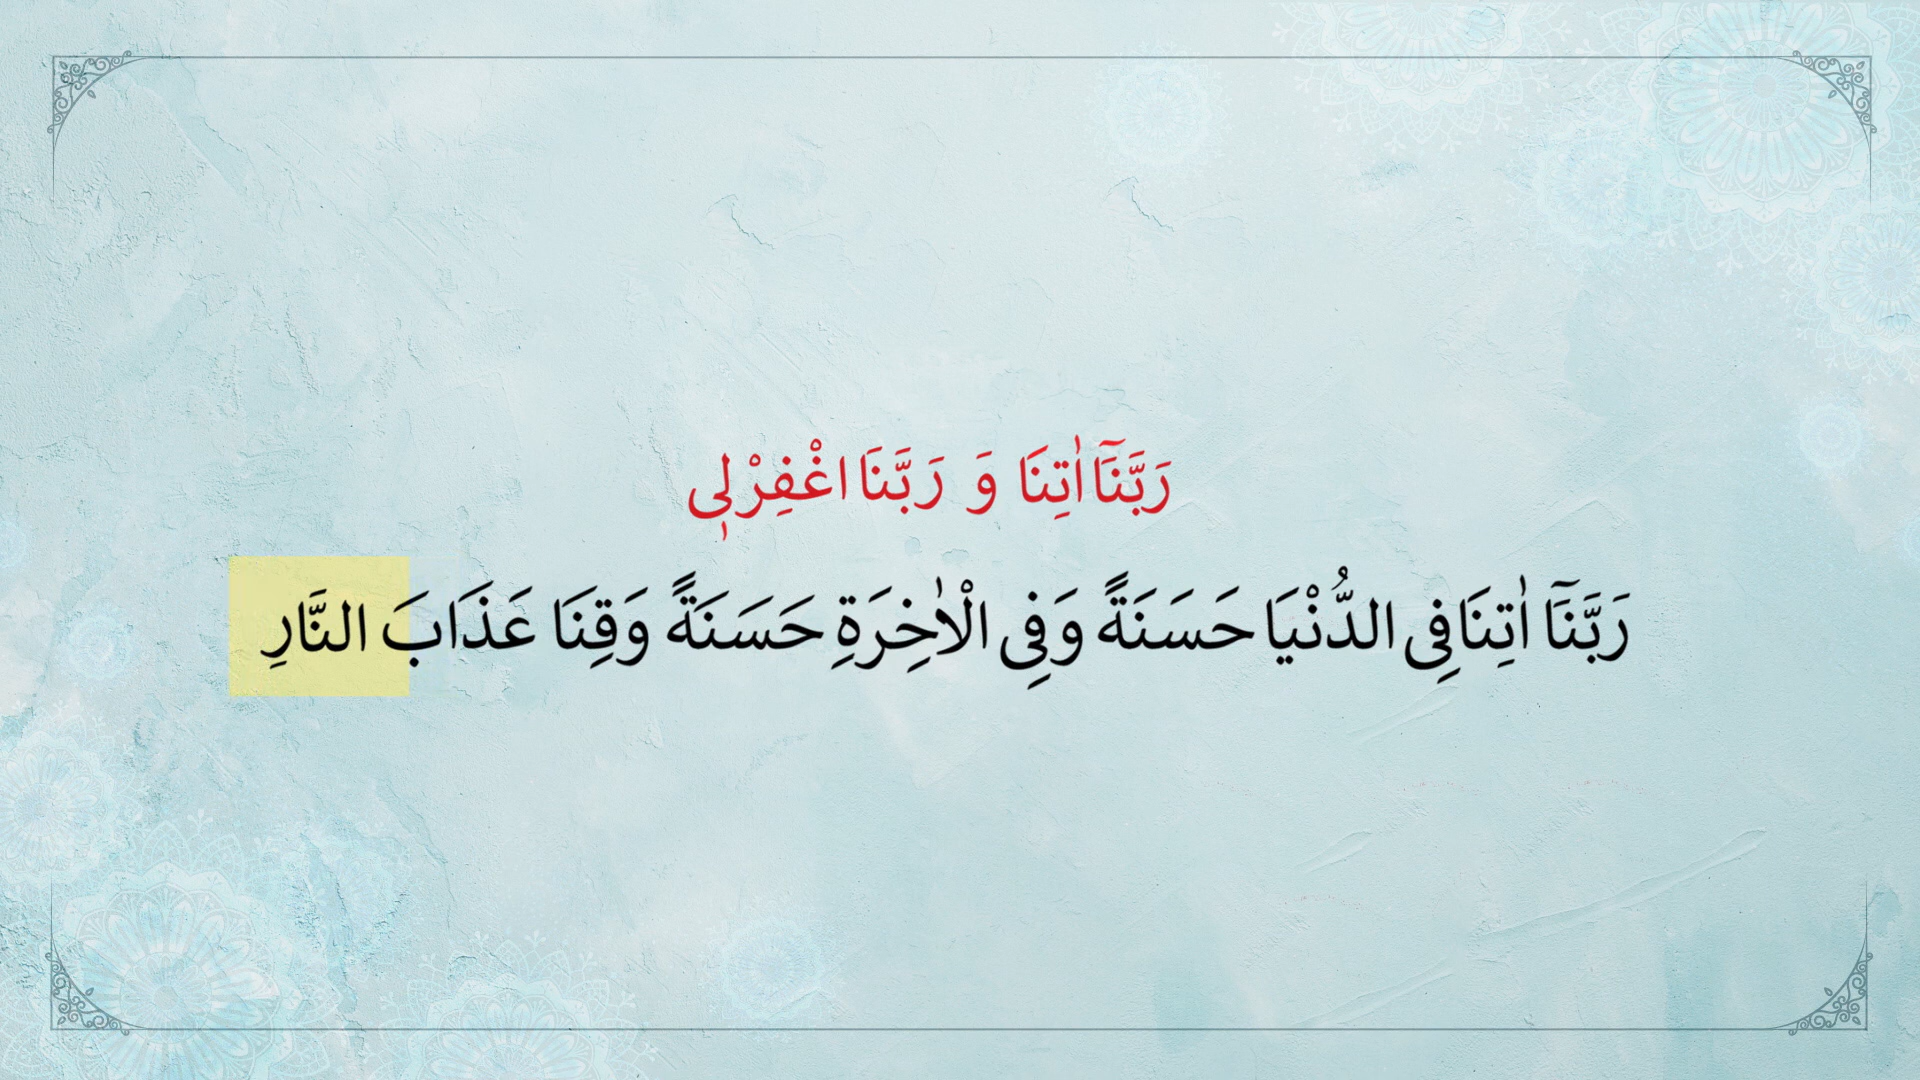 رَبَّنَٓا اٰتِنَا وَ رَبَّنَا اغْفِرْلٖى
رَبَّنَٓا اٰتِنَا فِى الدُّنْيَا حَسَنَةً وَفِى الْاٰخِرَةِ حَسَنَةً وَقِنَا عَذَابَ النَّارِ